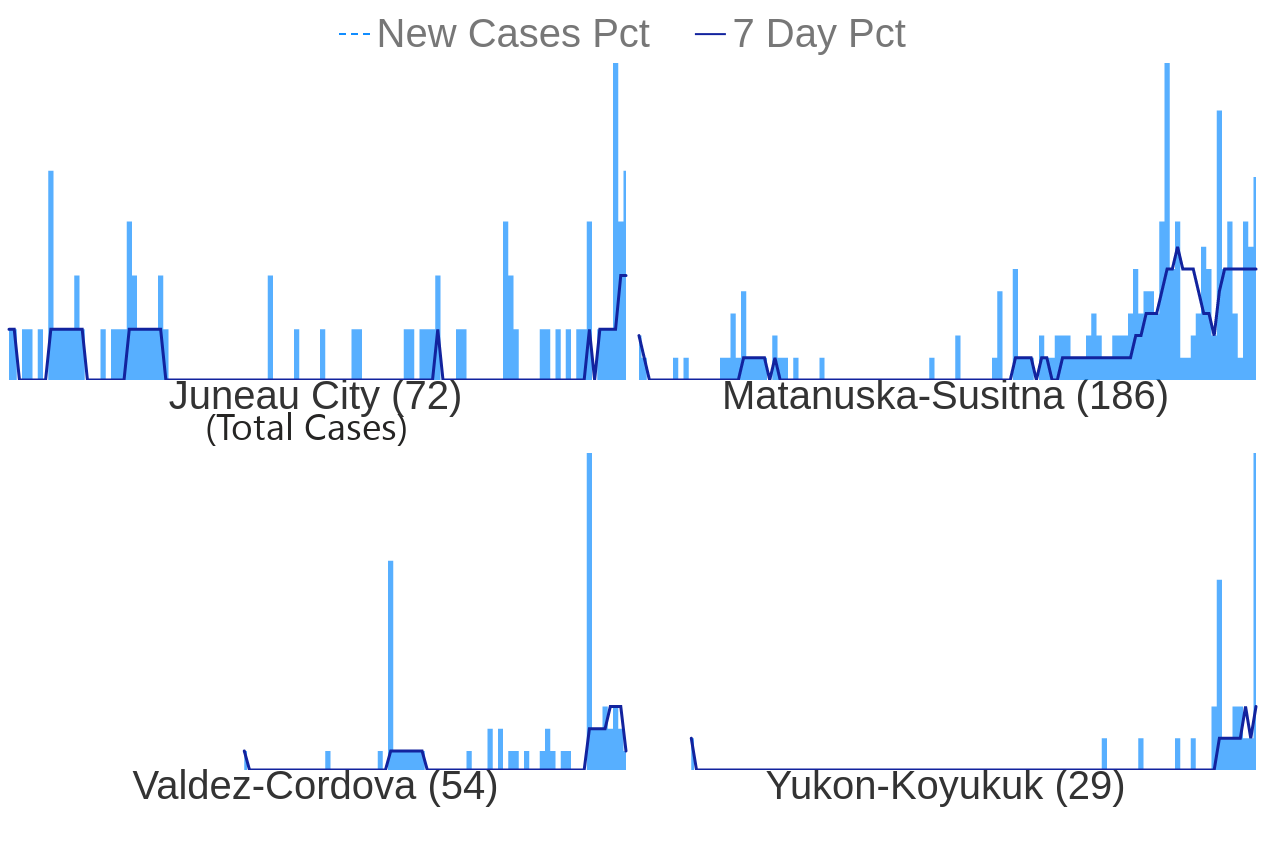 New Cases Pct 7 Day Pct
Juneau City (72) Matanuska-Susitna (186)
(Total Cases)
Valdez-Cordova (54) Yukon-Koyukuk (29)